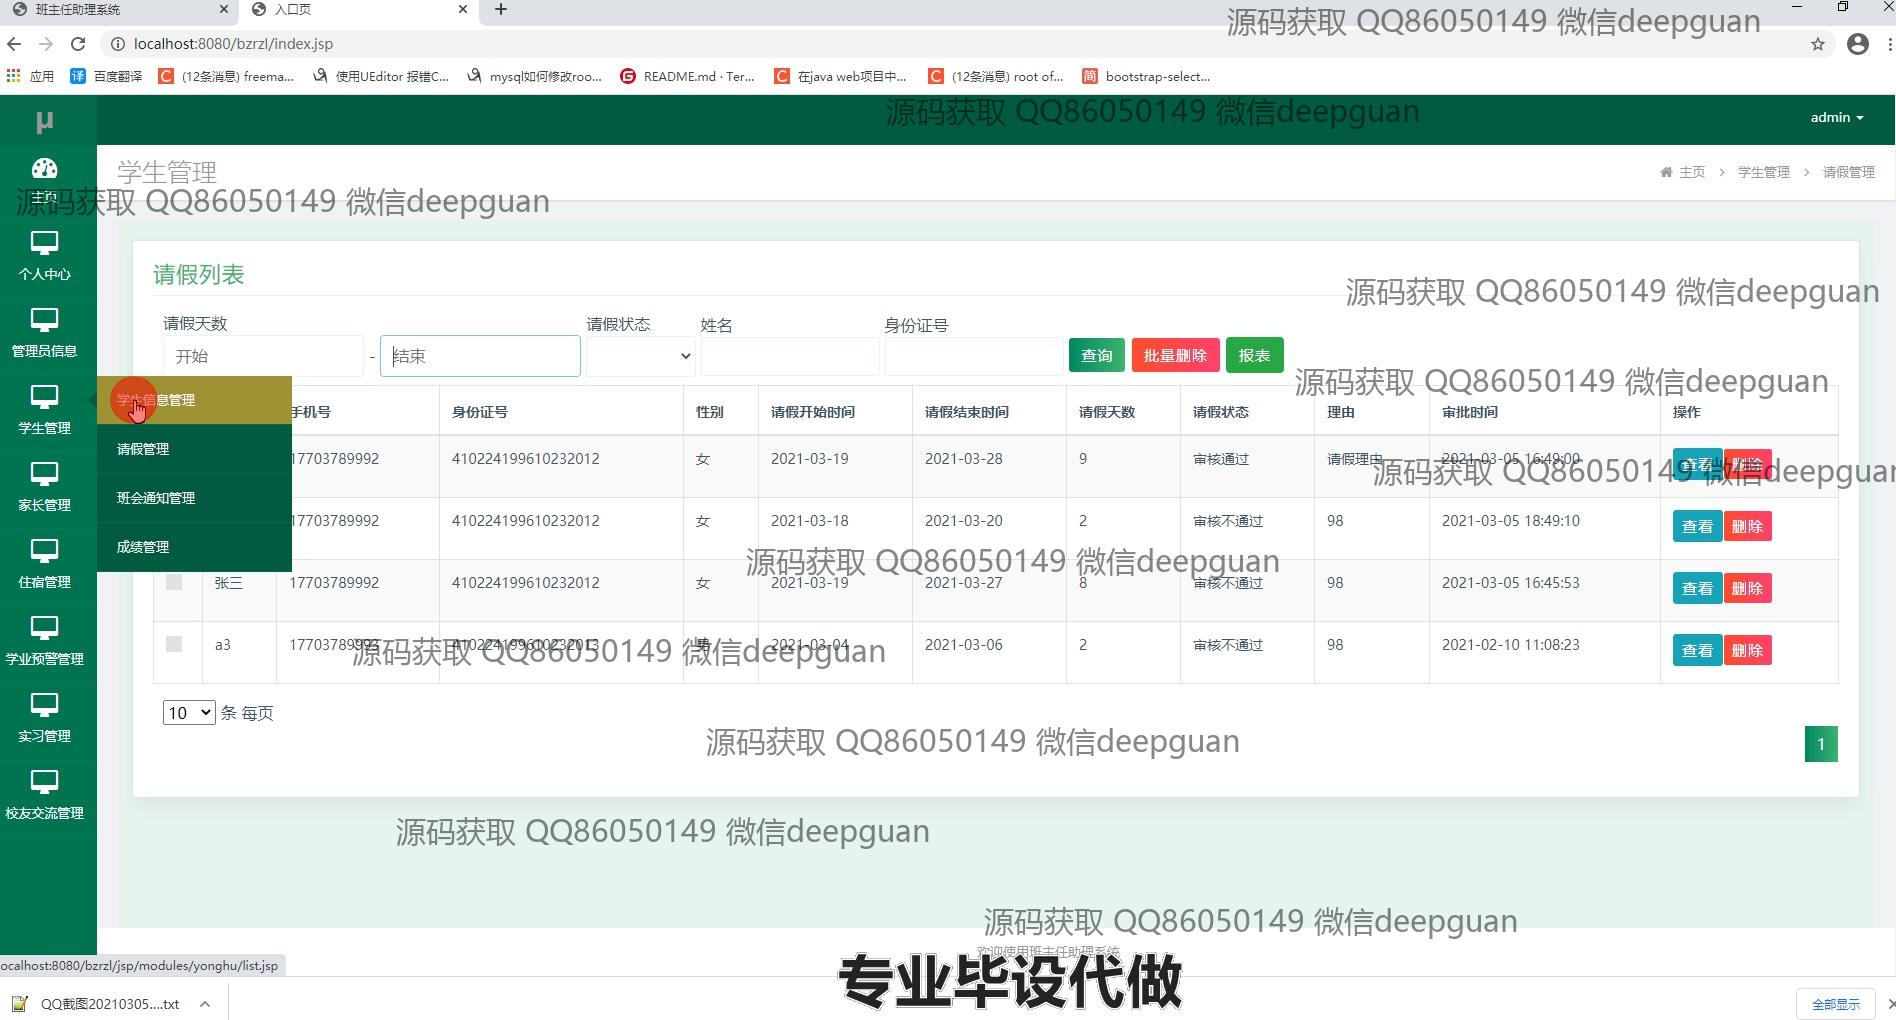 班主任助理系统
入口页
源码获取 QQ86050149 微信deepguan
localhost:8080/bzrzl/index.jsp
应用
百度翻译
(12条消息) freema...
使用UEditor 报错C...
mysql如何修改roo...
README.md · Ter...
在java web项目中...
(12条消息) root of...
bootstrap-select...
µ
源码获取 QQ86050149 微信deepguan
admin
主页
学生管理
主页 > 学生管理 > 请假管理
源码获取 QQ86050149 微信deepguan
个人中心
请假列表
源码获取 QQ86050149 微信deepguan
管理员信息
请假天数 请假状态 姓名 身份证号
开始 - 结束 查询 批量删除 报表
源码获取 QQ86050149 微信deepguan
学生管理
学生信息管理
请假管理
班会通知管理
成绩管理
手机号 身份证号 性别 请假开始时间 请假结束时间 请假天数 请假状态 理由 审批时间 操作
17703789992 410224199610232012 女 2021-03-19 2021-03-28 9 审核通过 请假理由 2021-03-05 16:49:00 查看 删除
源码获取 QQ86050149 微信deepguan
17703789992 410224199610232012 女 2021-03-18 2021-03-20 2 审核不通过 98 2021-03-05 18:49:10 查看 删除
源码获取 QQ86050149 微信deepguan
张三 17703789992 410224199610232012 女 2021-03-19 2021-03-27 8 审核不通过 98 2021-03-05 16:45:53 查看 删除
a3 17703789993 410224199610232013 男 2021-03-04 2021-03-06 2 审核不通过 98 2021-02-10 11:08:23 查看 删除
源码获取 QQ86050149 微信deepguan
家长管理
住宿管理
学业预警管理
实习管理
校友交流管理
10 条 每页
源码获取 QQ86050149 微信deepguan
1
源码获取 QQ86050149 微信deepguan
源码获取 QQ86050149 微信deepguan
欢迎使用班主任助理系统
ocalhost:8080/bzrzl/jsp/modules/yonghu/list.jsp
专业毕设代做
QQ截图20210305....txt
全部显示